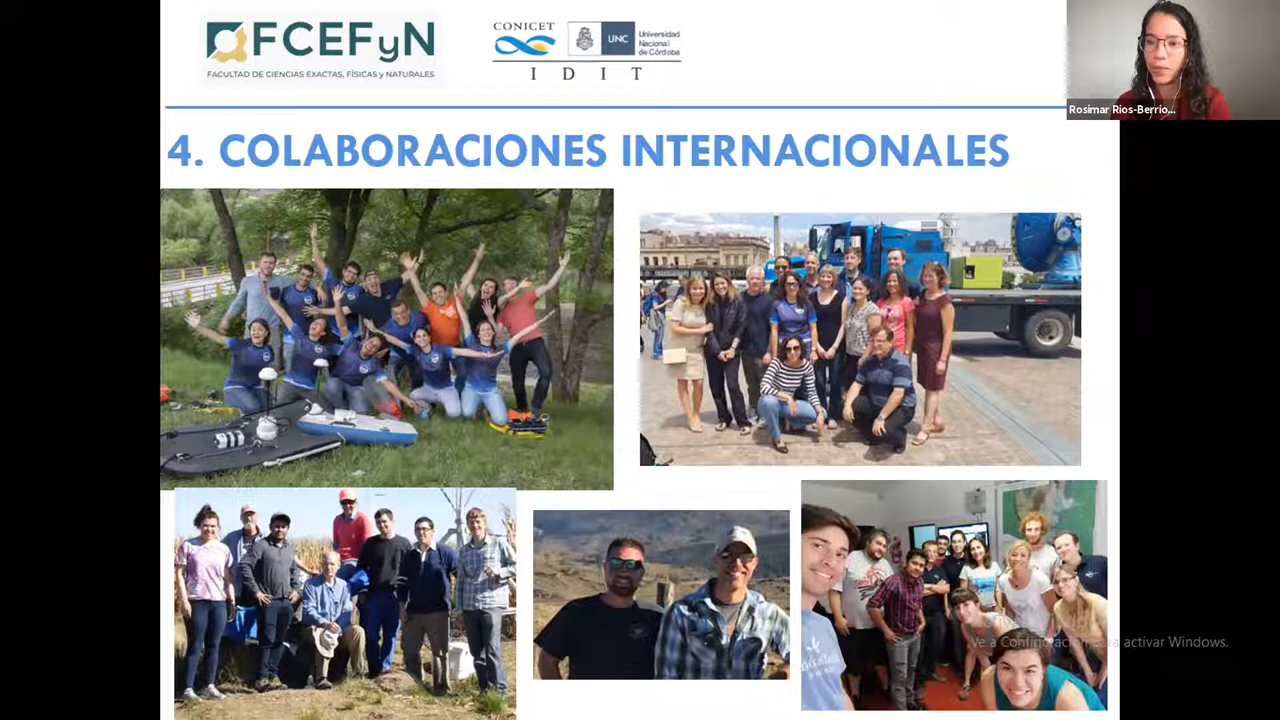 FCEFyN
FACULTAD DE CIENCIAS EXACTAS, FÍSICAS y NATURALES
CONICET
UNC
Universidad
Nacional
de Córdoba
I D I T
Rosimar Rios-Berrio...
4. COLABORACIONES INTERNACIONALES
Ve a Configuración para activar Windows.